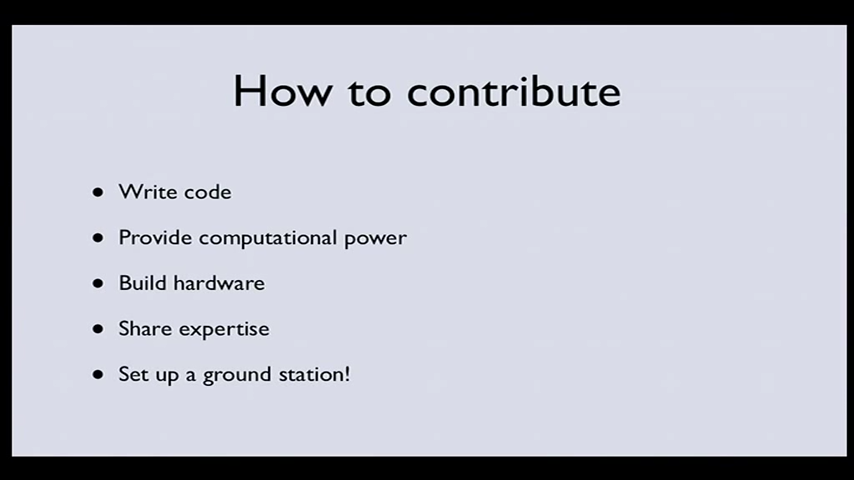 How to contribute
• Write code
• Provide computational power
• Build hardware
• Share expertise
• Set up a ground station!